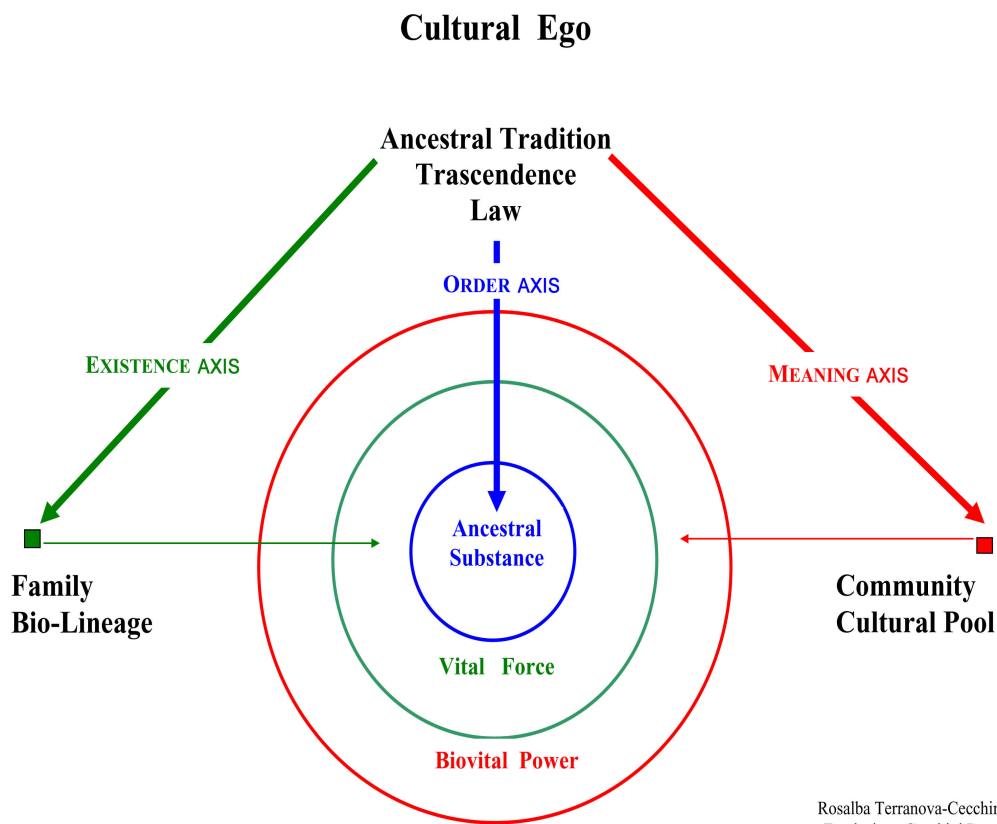 Cultural Ego
Ancestral Tradition
Trascendence
Law
ORDER AXIS
EXISTENCE AXIS
MEANING AXIS
Ancestral
Substance
Family
Bio-Lineage
Community
Cultural Pool
Vital Force
Biovital Power
Rosalba